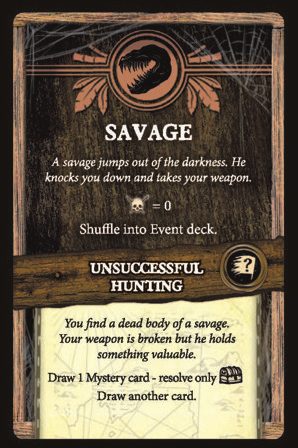 SAVAGE
A savage jumps out of the darkness. He
knocks you down and takes your weapon.
= 0
Shuffle into Event deck.
?
UNSUCCESSFUL
HUNTING
You find a dead body of a savage.
Your weapon is broken but he holds
something valuable.
Draw 1 Mystery card - resolve only
Draw another card.